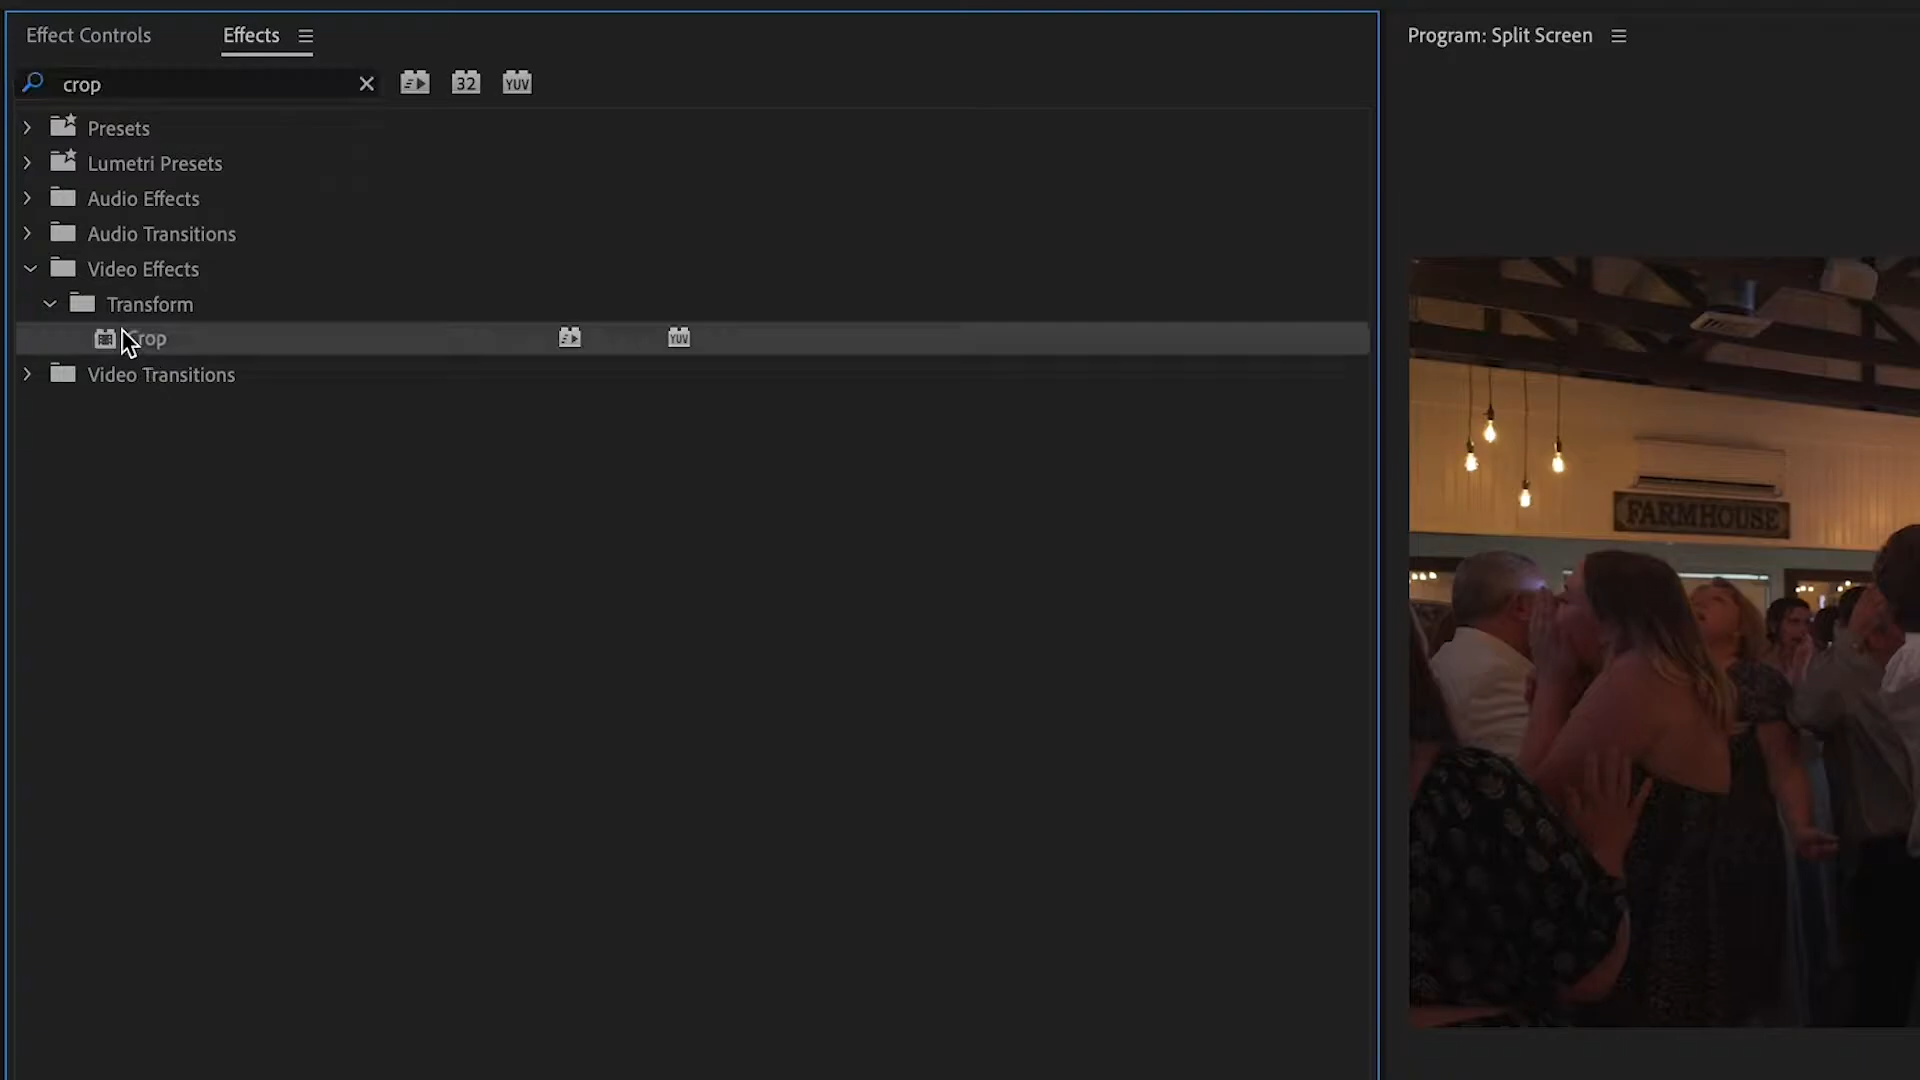 Effect Controls
Effects
Program: Split Screen
crop
32
YUV
Presets
Lumetri Presets
Audio Effects
Audio Transitions
Video Effects
Transform
Crop
YUV
Video Transitions
FARMHOUSE